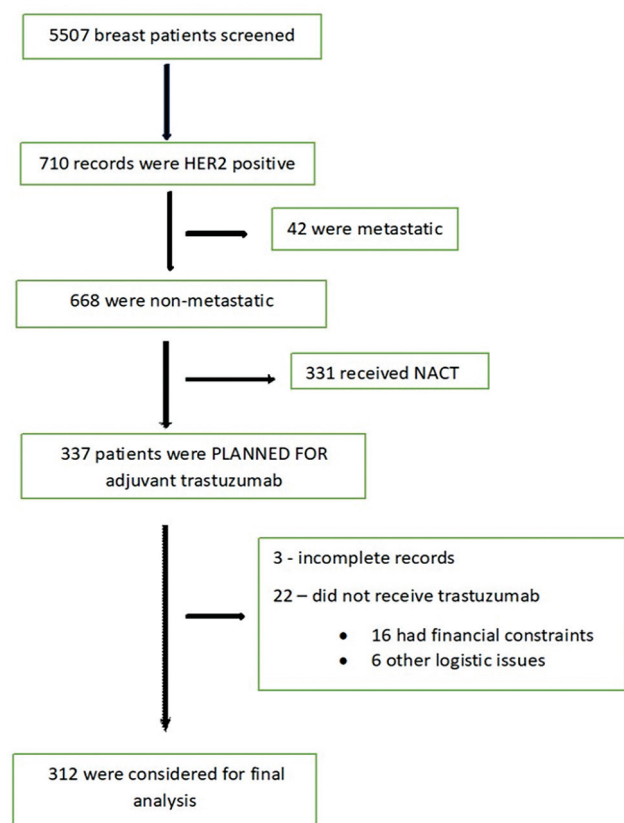 5507 breast patients screened
710 records were HER2 positive
42 were metastatic
668 were non-metastatic
331 received NACT
337 patients were PLANNED FOR
adjuvant trastuzumab
3 - incomplete records
22 – did not receive trastuzumab
• 16 had financial constraints
• 6 other logistic issues
312 were considered for final
analysis